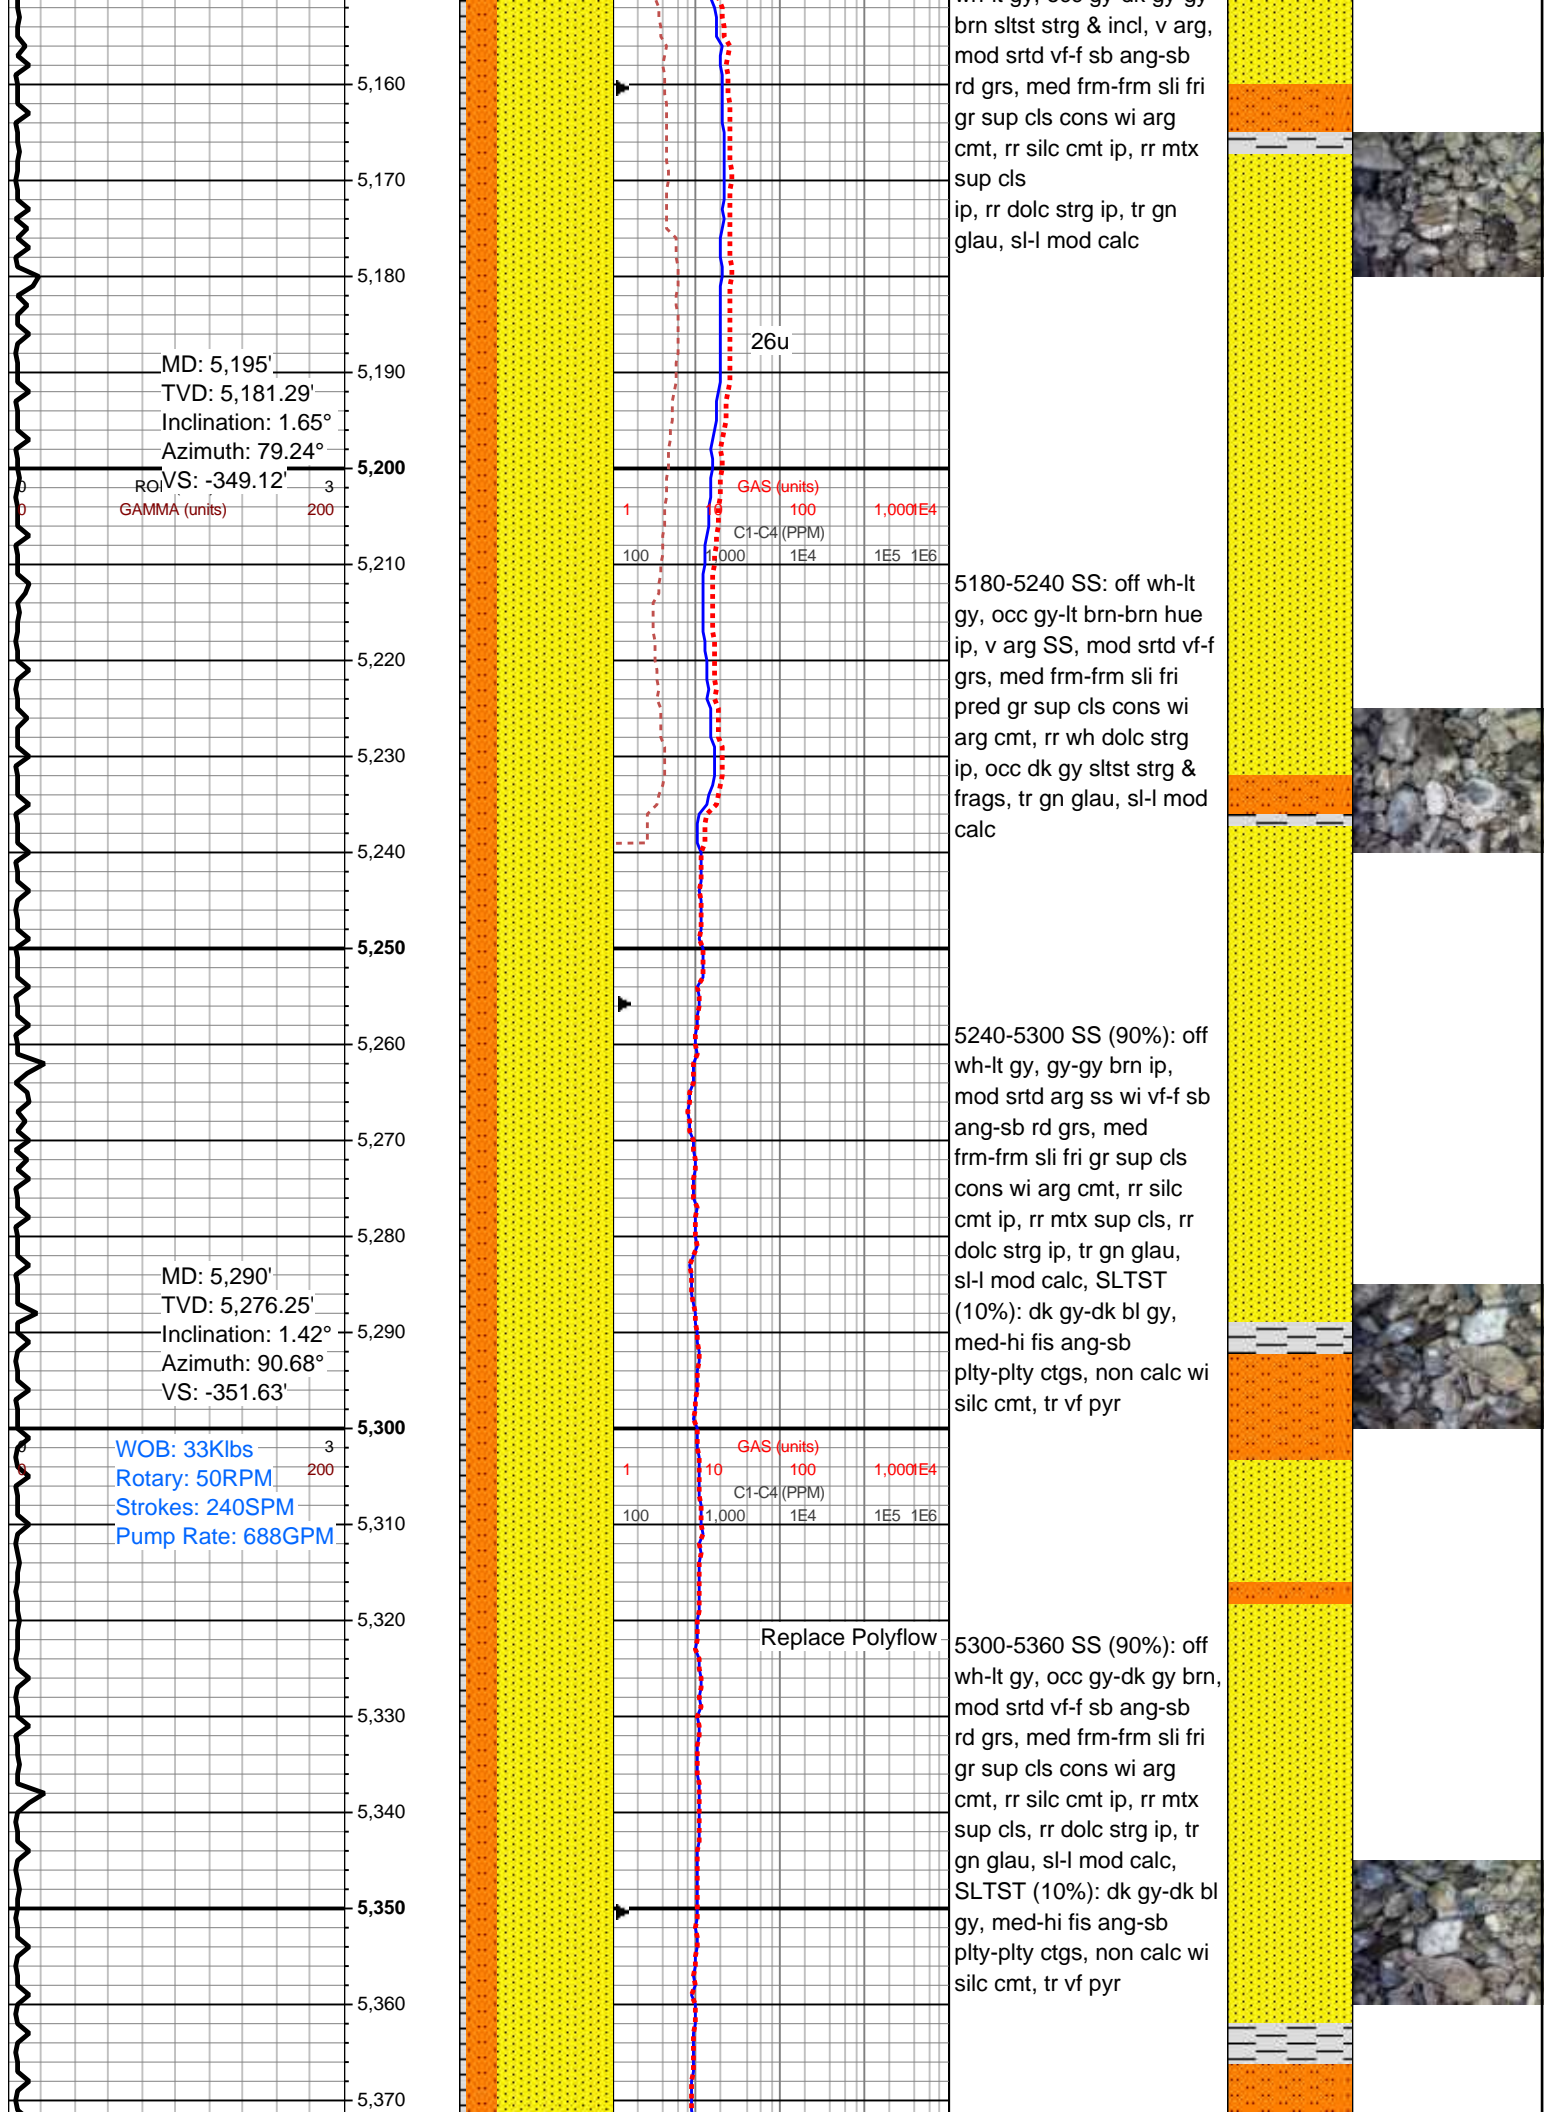 wh-lt gy, occ gy-dk gy-gy
brn sltst strg & incl, v arg,
mod srtd vf-f sb ang-sb
rd grs, med frm-frm sli fri
gr sup cls cons wi arg
cmt, rr silc cmt ip, rr mtx
sup cls
ip, rr dolc strg ip, tr gn
glau, sl-l mod calc
5,160
5,170
5,180
26u
MD: 5,195'
TVD: 5,181.29'
Inclination: 1.65°
Azimuth: 79.24°
VS: -349.12'
5,190
5,200
0 3
GAMMA (units)
0 200
GAS (units)
1 10 100 1,000 1E4
C1-C4 (PPM)
100 1,000 1E4 1E5 1E6
5,210
5180-5240 SS: off wh-lt
gy, occ gy-lt brn-brn hue
ip, v arg SS, mod srtd vf-f
grs, med frm-frm sli fri
pred gr sup cls cons wi
arg cmt, rr wh dolc strg
ip, occ dk gy sltst strg &
frags, tr gn glau, sl-l mod
calc
5,220
5,230
5,240
5,250
5,260
5,270
5,280
5240-5300 SS (90%): off
wh-lt gy, gy-gy brn ip,
mod srtd arg ss wi vf-f sb
ang-sb rd grs, med
frm-frm sli fri gr sup cls
cons wi arg cmt, rr silc
cmt ip, rr mtx sup cls, rr
dolc strg ip, tr gn glau,
sl-l mod calc, SLTST
(10%): dk gy-dk bl gy,
med-hi fis ang-sb
plty-plty ctgs, non calc wi
silc cmt, tr vf pyr
MD: 5,290'
TVD: 5,276.25'
Inclination: 1.42°
Azimuth: 90.68°
VS: -351.63'
5,290
5,300
WOB: 33Klbs
Rotary: 50RPM
Strokes: 240SPM
Pump Rate: 688GPM
0 3
0 200
GAS (units)
1 10 100 1,000 1E4
C1-C4 (PPM)
100 1,000 1E4 1E5 1E6
5,310
5,320
Replace Polyflow
5300-5360 SS (90%): off
wh-lt gy, occ gy-dk gy brn,
mod srtd vf-f sb ang-sb
rd grs, med frm-frm sli fri
gr sup cls cons wi arg
cmt, rr silc cmt ip, rr mtx
sup cls, rr dolc strg ip, tr
gn glau, sl-l mod calc,
SLTST (10%): dk gy-dk bl
gy, med-hi fis ang-sb
plty-plty ctgs, non calc wi
silc cmt, tr vf pyr
5,330
5,340
5,350
5,360
5,370